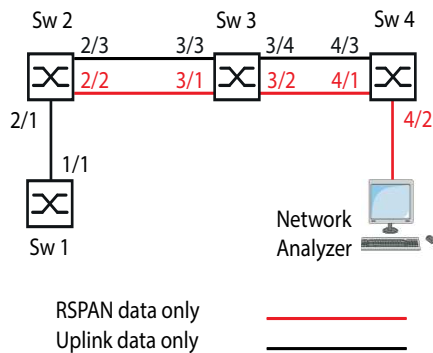 Sw 2
Sw 3
Sw 4
2/3
3/3
3/4
4/3
2/2
3/1
3/2
4/1
2/1
4/2
1/1
Sw 1
Network
Analyzer
RSPAN data only
Uplink data only